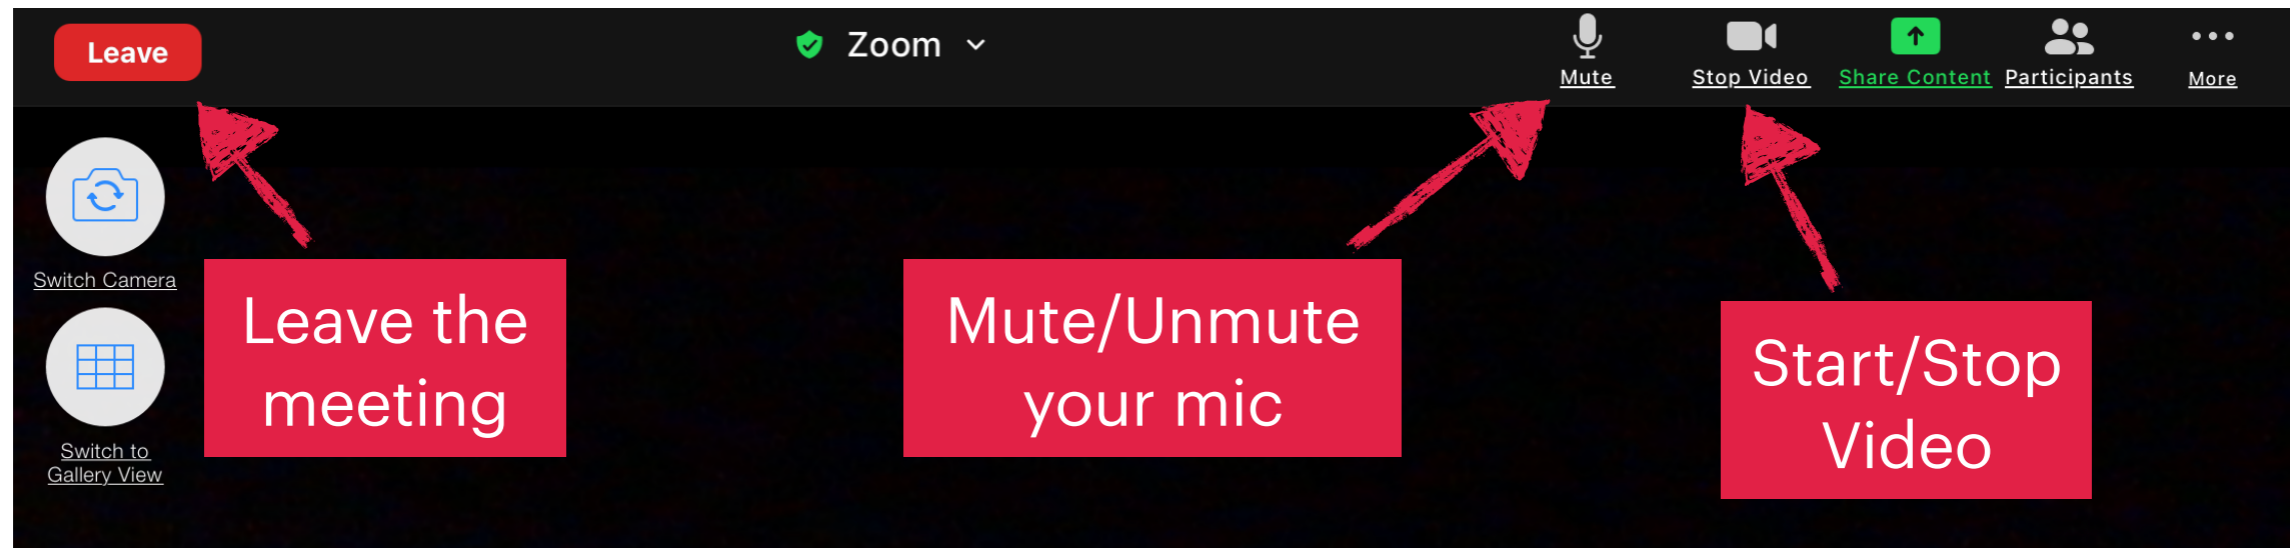 Leave
Zoom
Mute
Stop Video
Share Content
Participants
More
Switch Camera
Switch to
Gallery View
Leave the
meeting
Mute/Unmute
your mic
Start/Stop
Video